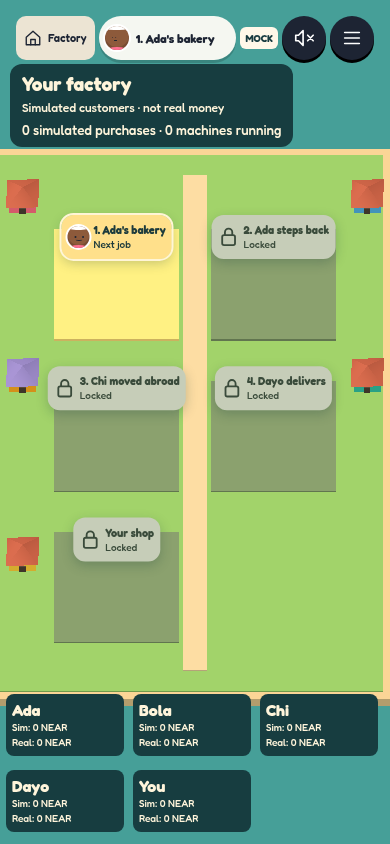 Factory
1. Ada's bakery
MOCK
Your factory
Simulated customers · not real money
0 simulated purchases · 0 machines running
1. Ada's bakery
Next job
2. Ada steps back
Locked
3. Chi moved abroad
Locked
4. Dayo delivers
Locked
Your shop
Locked
Ada
Sim: 0 NEAR
Real: 0 NEAR
Bola
Sim: 0 NEAR
Real: 0 NEAR
Chi
Sim: 0 NEAR
Real: 0 NEAR
Dayo
Sim: 0 NEAR
Real: 0 NEAR
You
Sim: 0 NEAR
Real: 0 NEAR